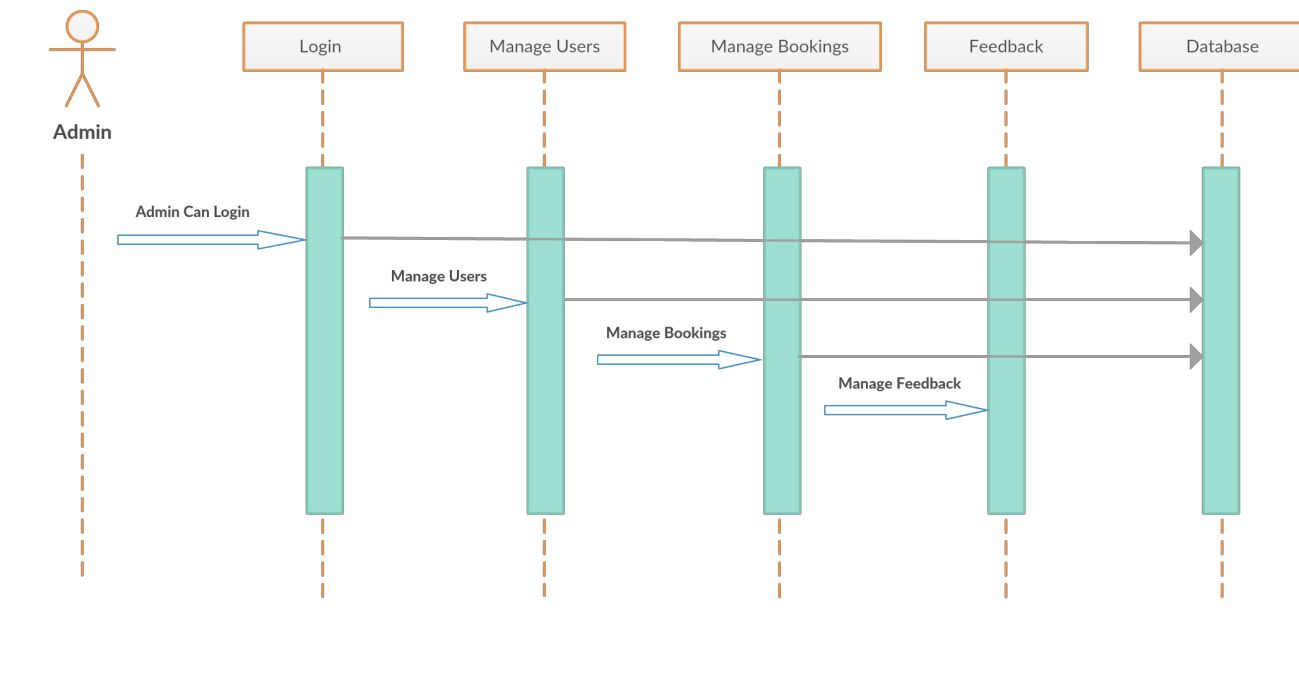 Login
Manage Users
Manage Bookings
Feedback
Database
Admin
Admin Can Login
Manage Users
Manage Bookings
Manage Feedback